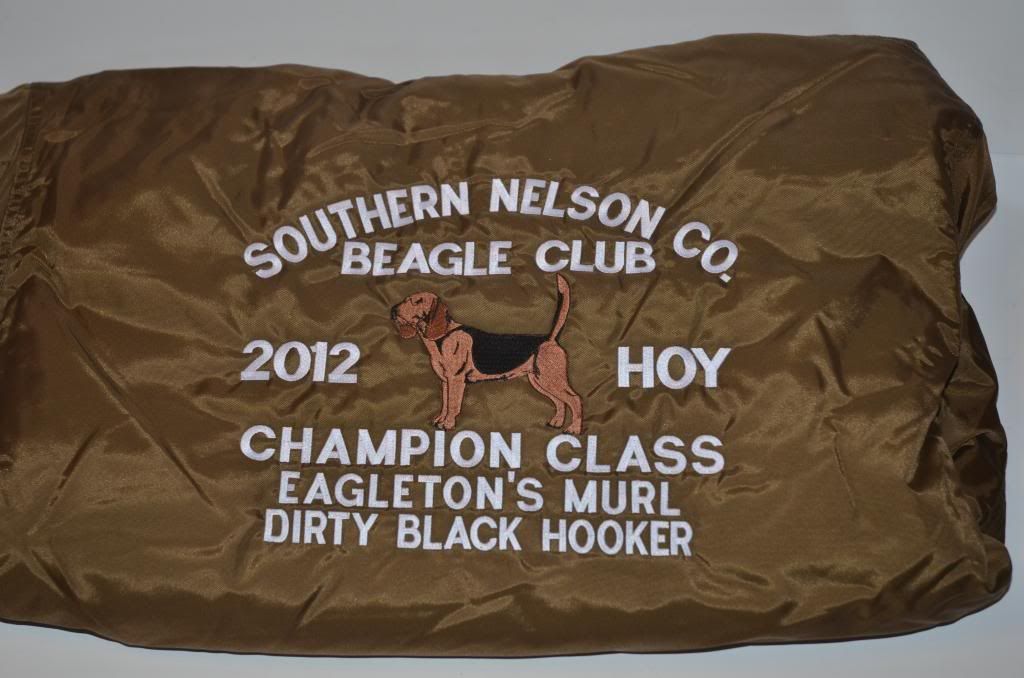 SOUTHERN NELSON CO.
BEAGLE CLUB
2012 HOY
CHAMPION CLASS
EAGLETON'S MURL
DIRTY BLACK HOOKER